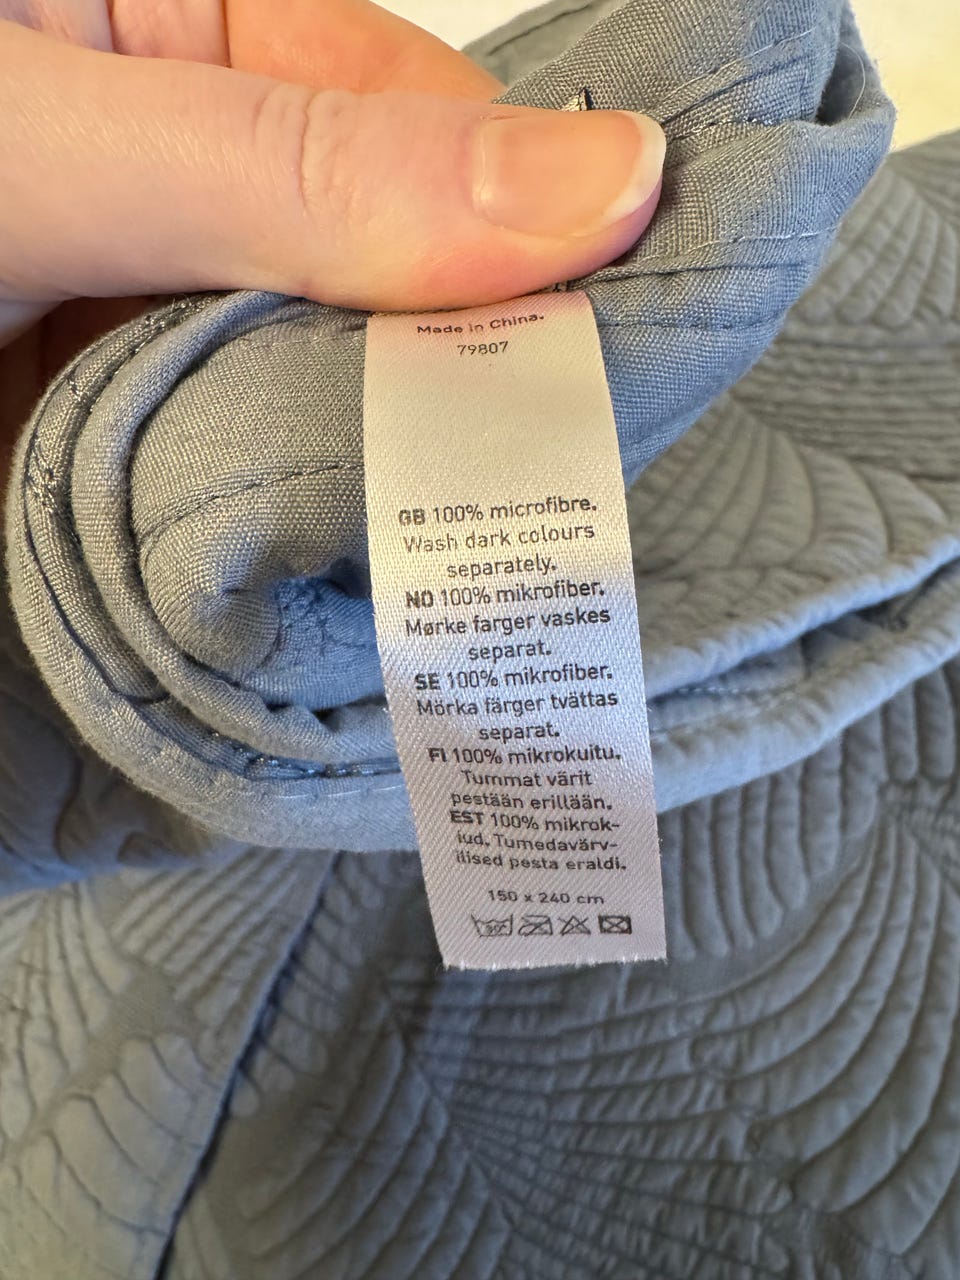 Made in China.
79807
GB 100% microfibre.
Wash dark colours
separately.
NO 100% mikrofiber.
Mørke farger vaskes
separat.
SE 100% mikrofiber.
Mörka färger tvättas
separat.
FI 100% mikrokuitu.
Tummat värit
pestään erillään.
EST 100% mikrok-
iud. Tumedavärv-
ilised pesta eraldi.
150 x 240 cm
30°